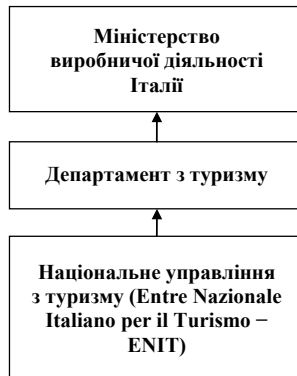 Міністерство
виробничої діяльності
Італії
Департамент з туризму
Національне управління
з туризму (Entre Nazionale
Italiano per il Turismo −
ENIT)